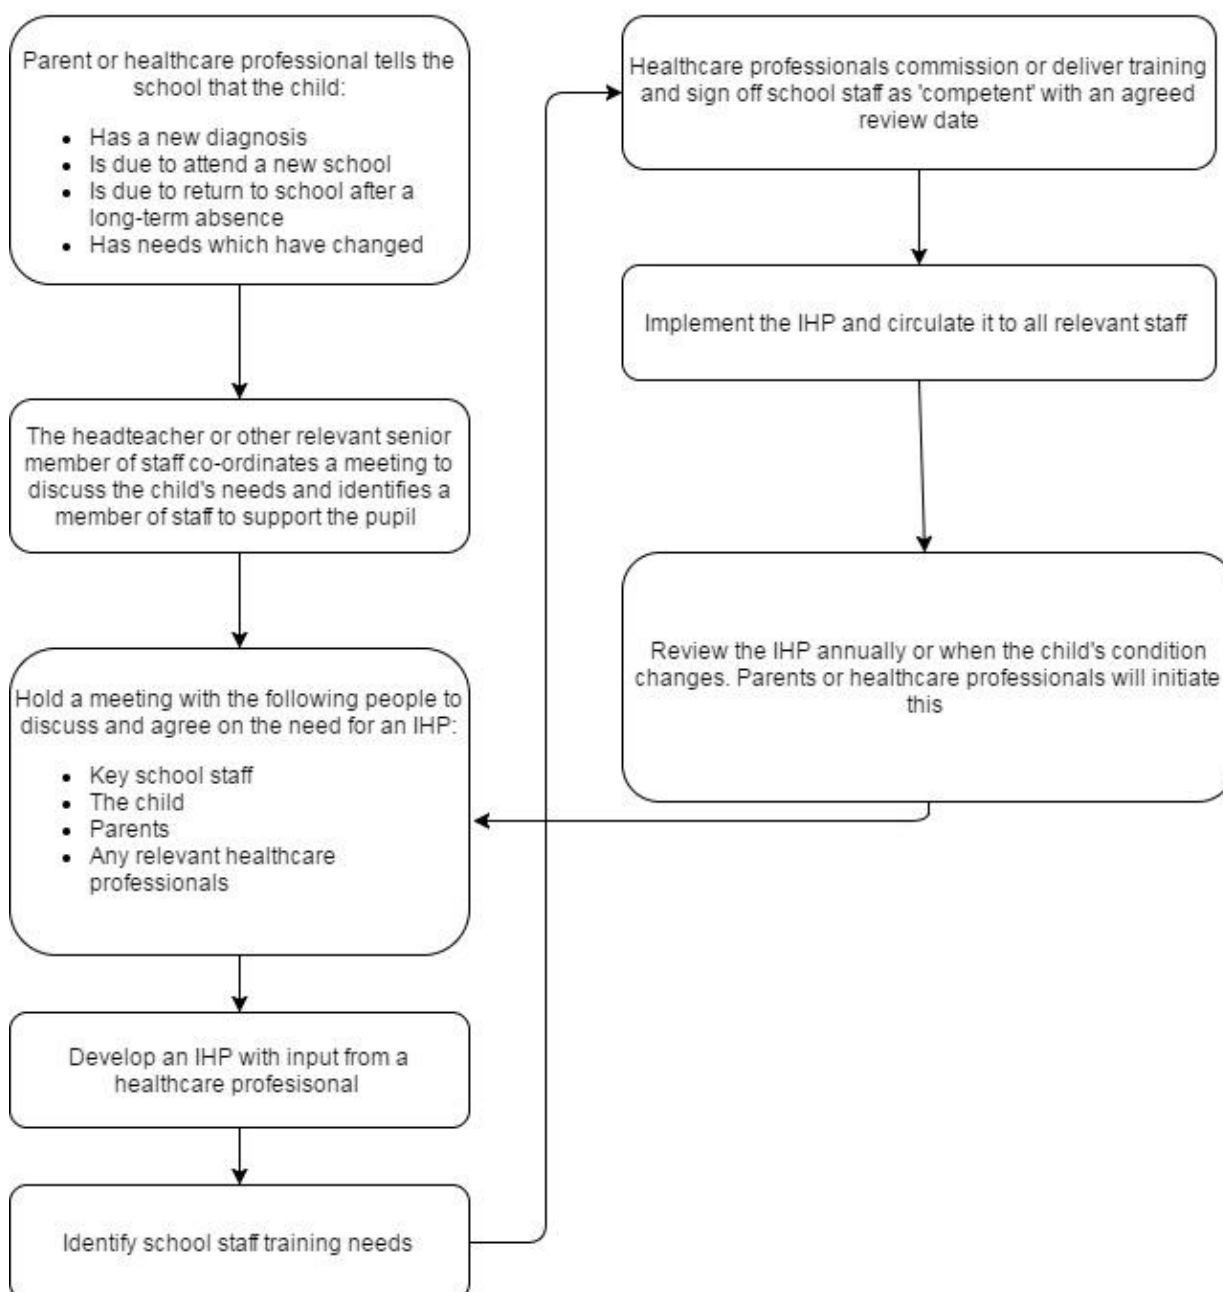 Parent or healthcare professional tells the
school that the child:
• Has a new diagnosis
• Is due to attend a new school
• Is due to return to school after a
long-term absence
• Has needs which have changed
The headteacher or other relevant senior
member of staff co-ordinates a meeting to
discuss the child's needs and identifies a
member of staff to support the pupil
Hold a meeting with the following people to
discuss and agree on the need for an IHP:
• Key school staff
• The child
• Parents
• Any relevant healthcare
professionals
Develop an IHP with input from a
healthcare profesisonal
Identify school staff training needs
Healthcare professionals commission or deliver training
and sign off school staff as 'competent' with an agreed
review date
Implement the IHP and circulate it to all relevant staff
Review the IHP annually or when the child's condition
changes. Parents or healthcare professionals will initiate
this